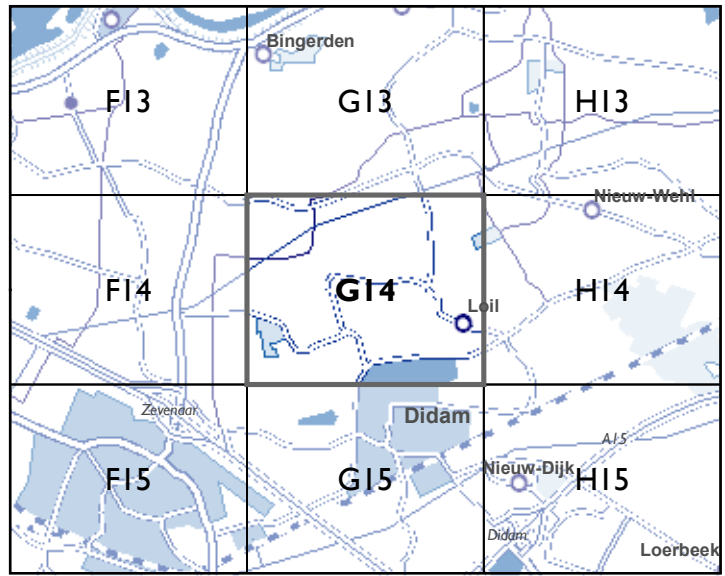 Bingerden
F13
G13
H13
Nieuw-Wehl
F14
G14
H14
Loil
Zevenaar
Didam
A15
F15
G15
Nieuw-Dijk
H15
Didam
Loerbeek